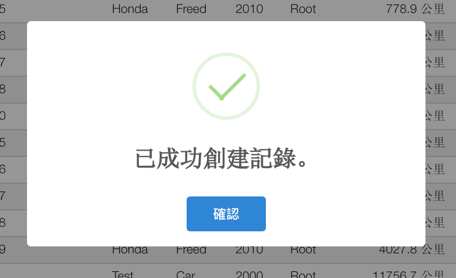 5 Honda Freed 2010 Root 778.9 公里
6 公里
7 公里
8 公里
0 公里
5 公里
6 公里
7 公里
8 公里
已成功創建記錄。
確認
9 Honda Freed 2010 Root 4027.8 公里
Test Car 2000 Root 11756.7 公里